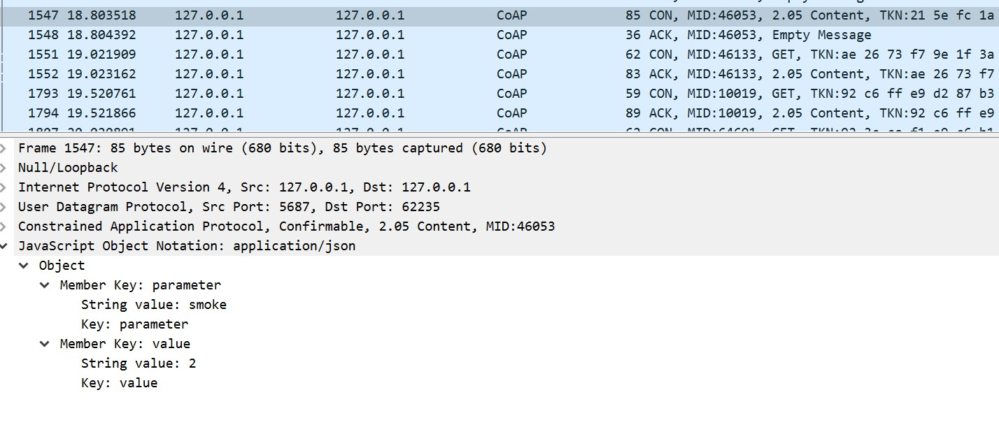 1547 18.803518 127.0.0.1 127.0.0.1 CoAP 85 CON, MID:46053, 2.05 Content, TKN:21 5e fc 1a
1548 18.804392 127.0.0.1 127.0.0.1 CoAP 36 ACK, MID:46053, Empty Message
1551 19.021909 127.0.0.1 127.0.0.1 CoAP 62 CON, MID:46133, GET, TKN:ae 26 73 f7 9e 1f 3a
1552 19.023162 127.0.0.1 127.0.0.1 CoAP 83 ACK, MID:46133, 2.05 Content, TKN:ae 26 73 f7
1793 19.520761 127.0.0.1 127.0.0.1 CoAP 59 CON, MID:10019, GET, TKN:92 c6 ff e9 d2 87 b3
1794 19.521866 127.0.0.1 127.0.0.1 CoAP 89 ACK, MID:10019, 2.05 Content, TKN:92 c6 ff e9
Frame 1547: 85 bytes on wire (680 bits), 85 bytes captured (680 bits)
Null/Loopback
Internet Protocol Version 4, Src: 127.0.0.1, Dst: 127.0.0.1
User Datagram Protocol, Src Port: 5687, Dst Port: 62235
Constrained Application Protocol, Confirmable, 2.05 Content, MID:46053
JavaScript Object Notation: application/json
Object
Member Key: parameter
String value: smoke
Key: parameter
Member Key: value
String value: 2
Key: value